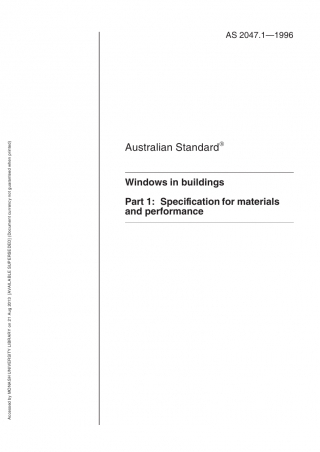 AS 2047.1—1996
Australian Standard®
Windows in buildings
Part 1: Specification for materials
and performance
Accessed by MONASH UNIVERSITY LIBRARY on 21 Aug 2013 [AVAILABLE SUPERSEDED] (Document currency not guaranteed when printed)